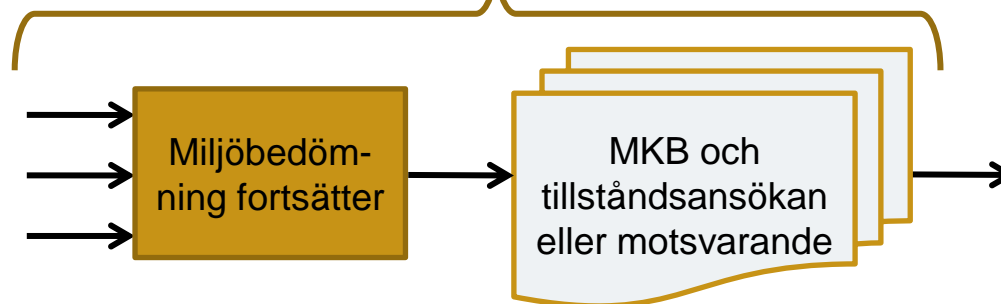 Miljöbedöm-
ning fortsätter
MKB och
tillståndsansökan
eller motsvarande